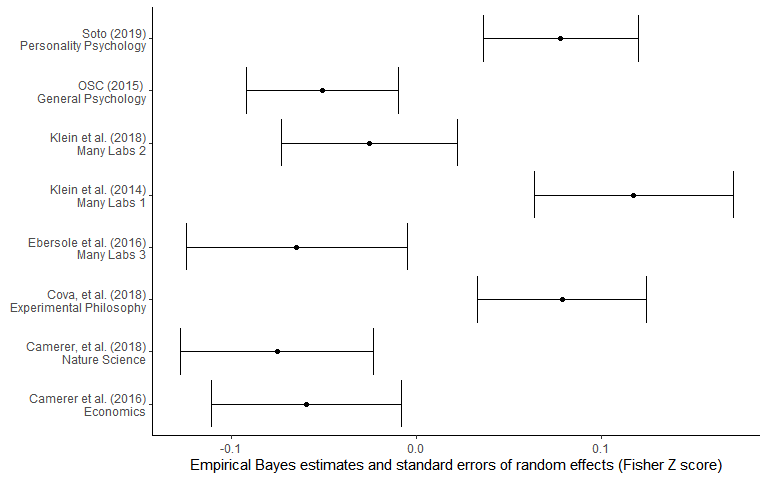 Soto (2019)
Personality Psychology
OSC (2015)
General Psychology
Klein et al. (2018)
Many Labs 2
Klein et al. (2014)
Many Labs 1
Ebersole et al. (2016)
Many Labs 3
Cova, et al. (2018)
Experimental Philosophy
Camerer, et al. (2018)
Nature Science
Camerer et al. (2016)
Economics
-0.1 0.0 0.1
Empirical Bayes estimates and standard errors of random effects (Fisher Z score)